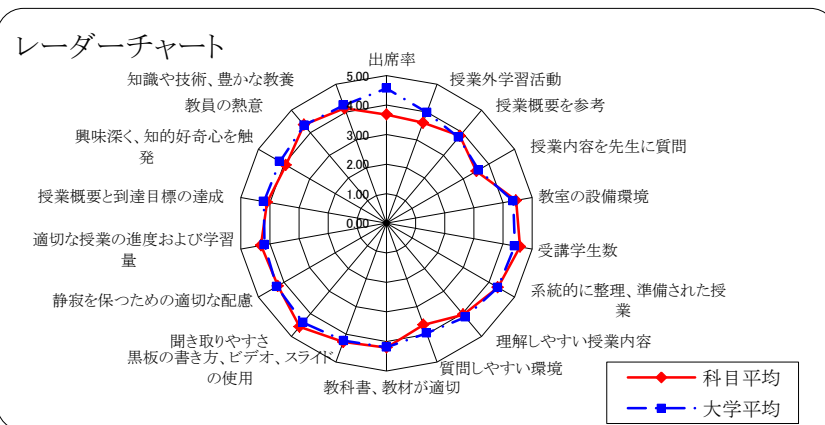 レーダーチャート
出席率
授業外学習活動
授業概要を参考
授業内容を先生に質問
教室の設備環境
受講学生数
系統的に整理、準備された授
業
理解しやすい授業内容
質問しやすい環境
教科書、教材が適切
黒板の書き方、ビデオ、スライド
の使用
聞き取りやすさ
静寂を保つための適切な配慮
適切な授業の進度および学習
量
授業概要と到達目標の達成
興味深く、知的好奇心を触
発
教員の熱意
知識や技術、豊かな教養
5.00
4.00
3.00
2.00
1.00
0.00
科目平均
大学平均